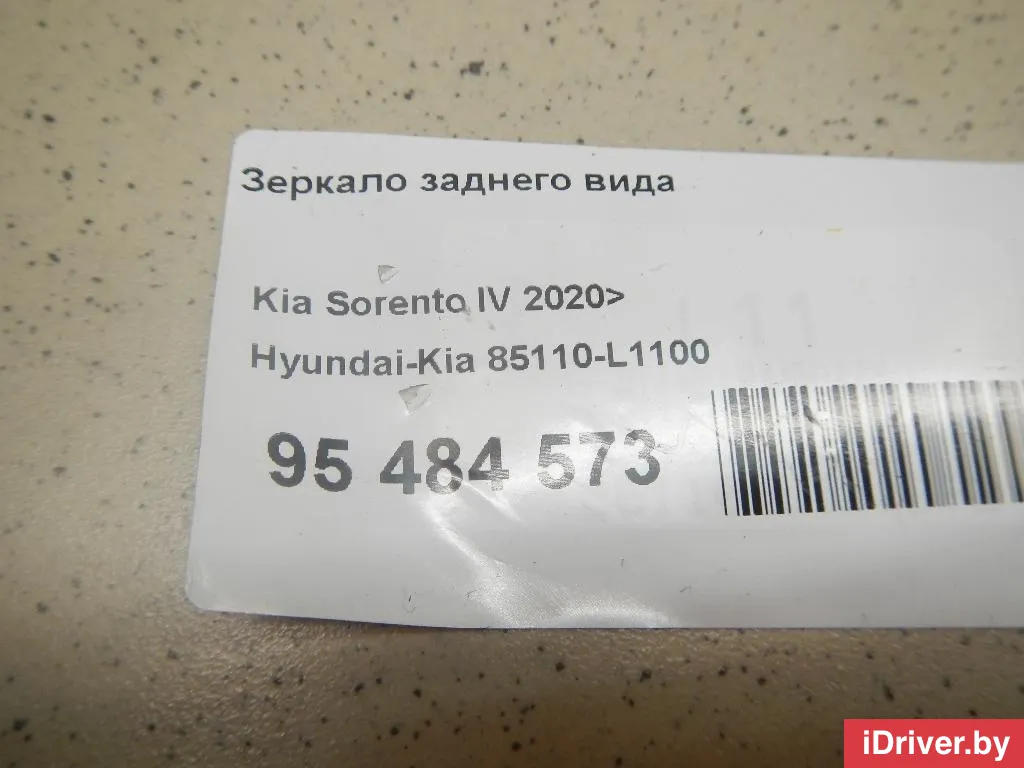 Зеркало заднего вида
Kia Sorento IV 2020>
Hyundai-Kia 85110-L1100
95 484 573
iDriver.by